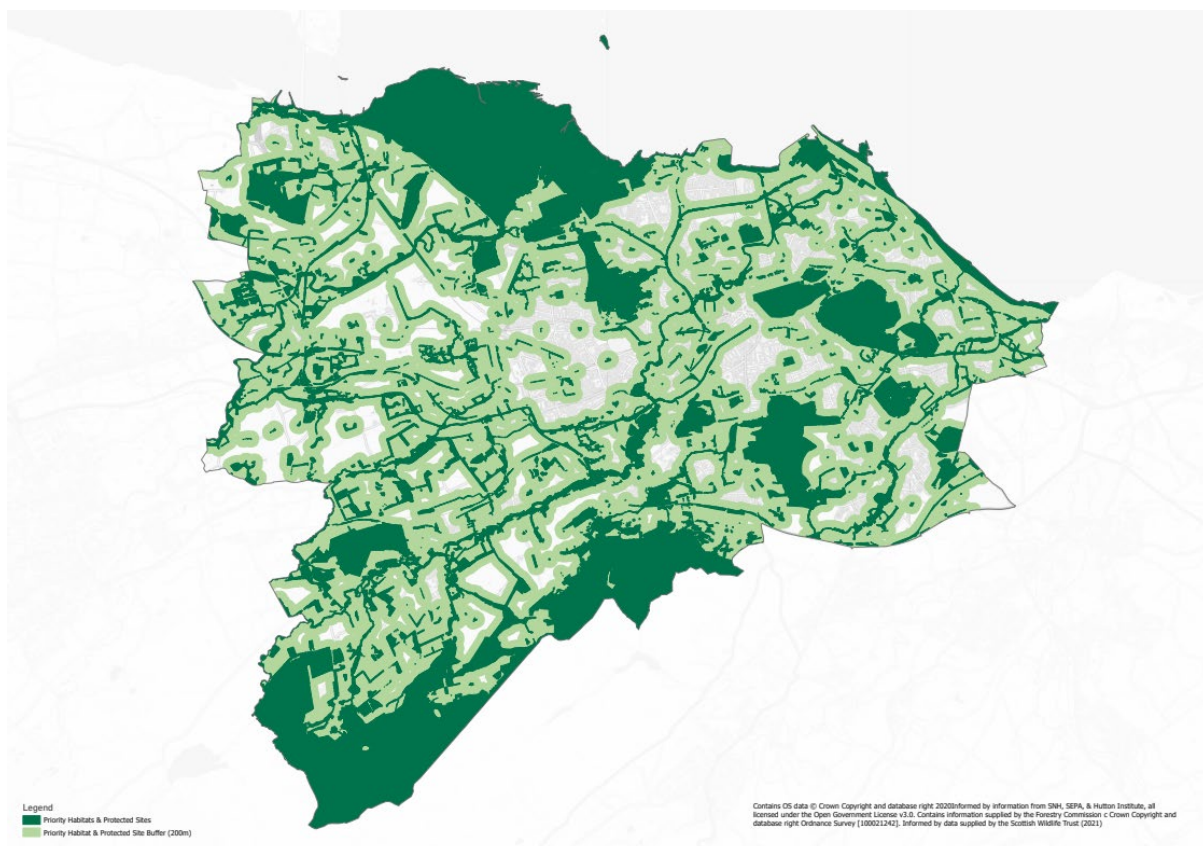 Legend
Priority Habitats & Protected Sites
Priority Habitat & Protected Site Buffer (200m)
Contains OS data © Crown Copyright and database right 2020Informed by information from SNH, SEPA, & Hutton Institute, all
licensed under the Open Government License v3.0. Contains information supplied by the Forestry Commission c Crown Copyright and
database right Ordnance Survey [100021242]. Informed by data supplied by the Scottish Wildlife Trust (2021)